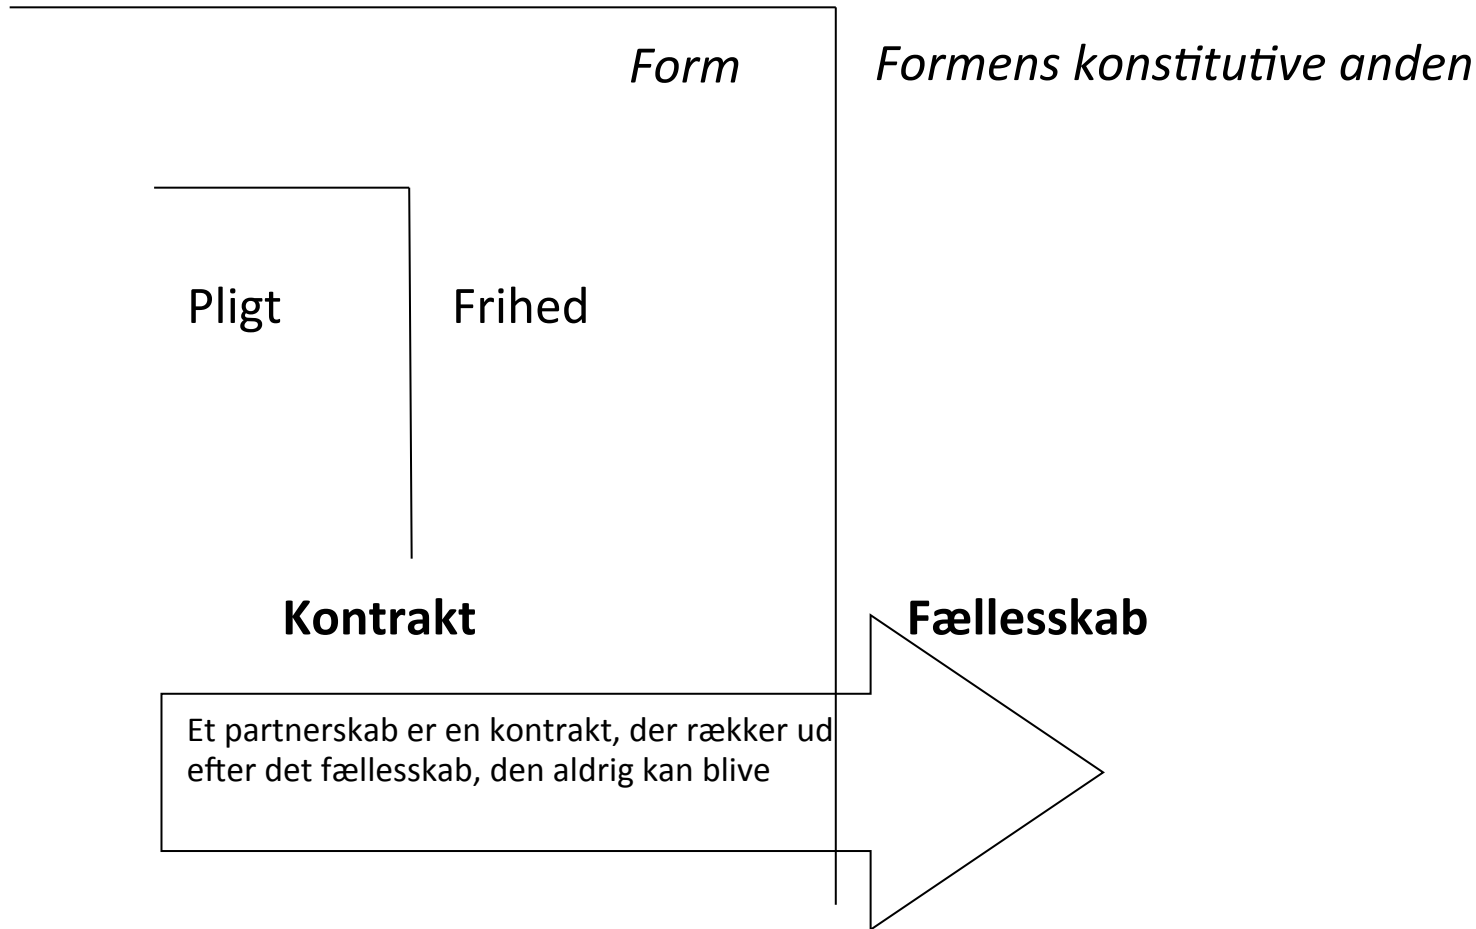 Form
Formens konstitutive anden
Pligt
Frihed
Kontrakt
Fællesskab
Et partnerskab er en kontrakt, der rækker ud
efter det fællesskab, den aldrig kan blive